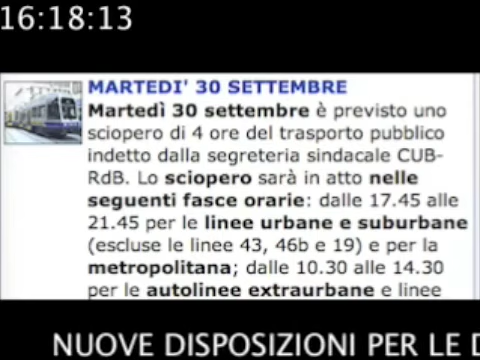 16:18:13
MARTEDI' 30 SETTEMBRE
Martedì 30 settembre è previsto uno
sciopero di 4 ore del trasporto pubblico
indetto dalla segreteria sindacale CUB-
RdB. Lo sciopero sarà in atto nelle
seguenti fasce orarie: dalle 17.45 alle
21.45 per le linee urbane e suburbane
(escluse le linee 43, 46b e 19) e per la
metropolitana; dalle 10.30 alle 14.30
per le autolinee extraurbane e linee
NUOVE DISPOSIZIONI PER LE D